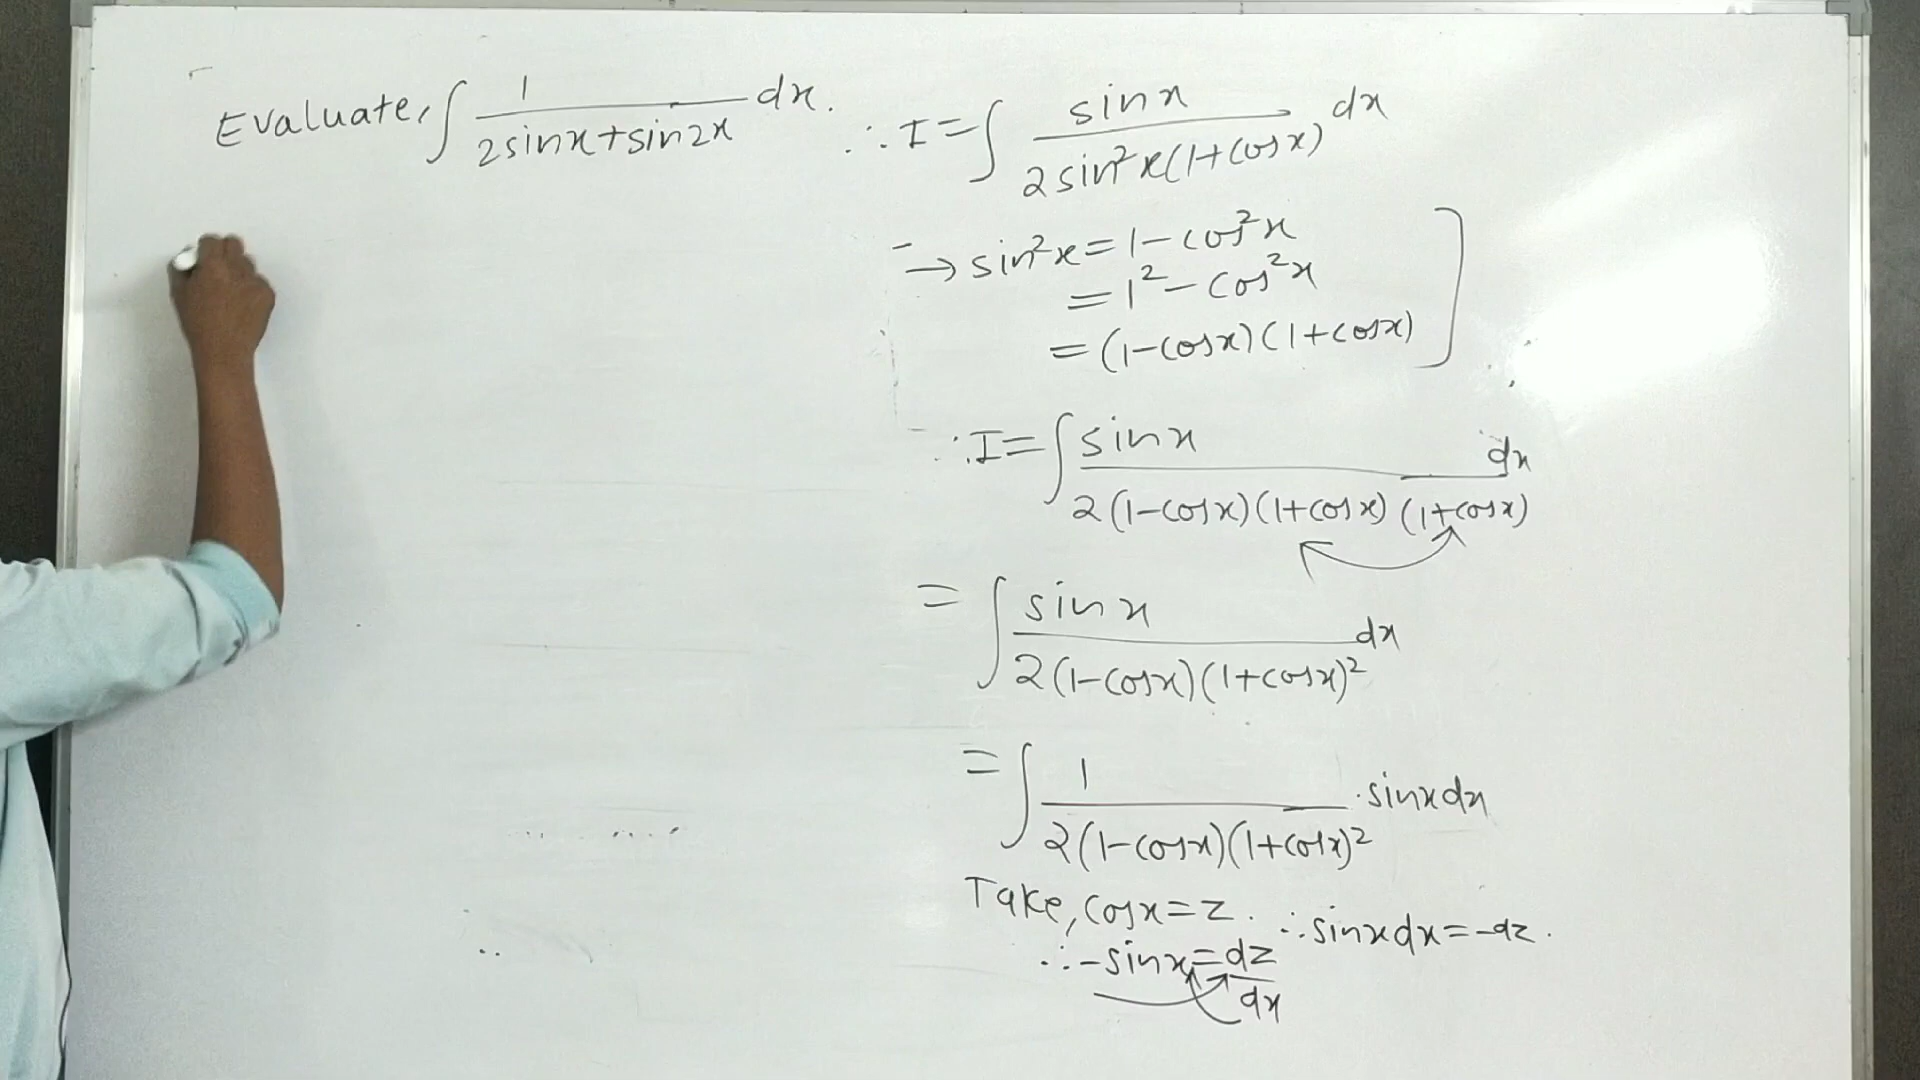 Evaluate, ∫ 1/(2sinx+sin2x) dx.
∴ I = ∫ sinx/(2sin²x(1+cosx)) dx
→ sin²x = 1-cos²x
= 1²-cos²x
= (1-cosx)(1+cosx)
∴ I = ∫ sinx/(2(1-cosx)(1+cosx)(1+cosx)) dx
= ∫ sinx/(2(1-cosx)(1+cosx)²) dx
= ∫ 1/(2(1-cosx)(1+cosx)²) · sinxdx
Take, cosx = z. ∴ sinxdx = -dz.
∴ -sinx = dz/dx